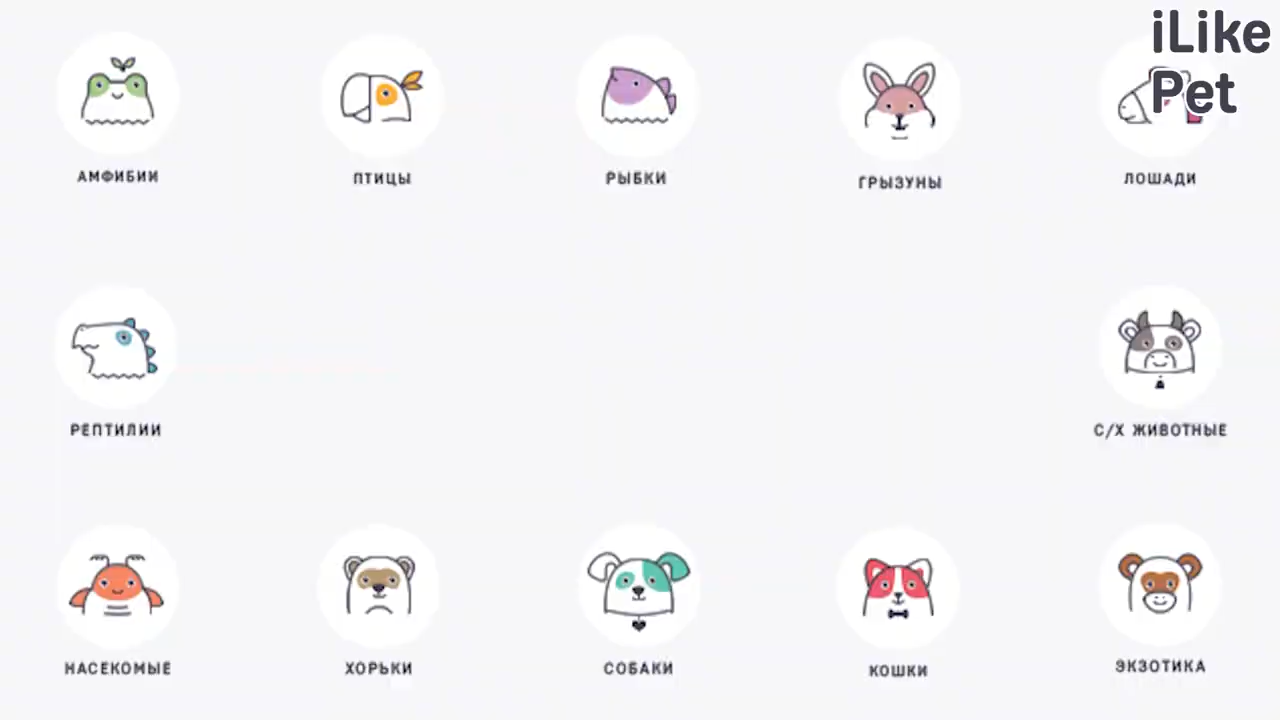 iLike
Pet
АМФИБИИ
ПТИЦЫ
РЫБКИ
ГРЫЗУНЫ
ЛОШАДИ
РЕПТИЛИИ
С/Х ЖИВОТНЫЕ
НАСЕКОМЫЕ
ХОРЬКИ
СОБАКИ
КОШКИ
ЭКЗОТИКА